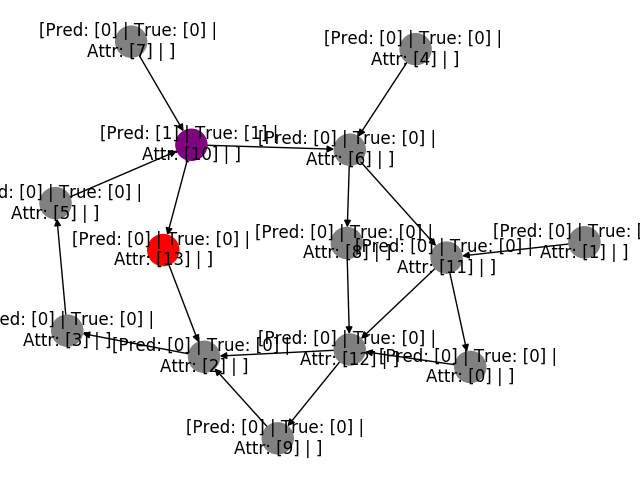 [Pred: [0] | True: [0] |
Attr: [7] | ]
[Pred: [0] | True: [0] |
Attr: [4] | ]
[Pred: [1] | True: [1] |
Attr: [10] | ]
[Pred: [0] | True: [0] |
Attr: [6] | ]
d: [0] | True: [0] |
Attr: [5] | ]
[Pred: [0] | True: [0] |
Attr: [13] | ]
[Pred: [0] | True: [0] |
Attr: [8] | ]
[Pred: [0] | True: [0] |
Attr: [11] | ]
[Pred: [0] | True: [
Attr: [1] | ]
ed: [0] | True: [0] |
Attr: [3] | ]
[Pred: [0] | True: [0] |
Attr: [2] | ]
[Pred: [0] | True: [0] |
Attr: [12] | ]
[Pred: [0] | True: [0] |
Attr: [0] | ]
[Pred: [0] | True: [0] |
Attr: [9] | ]